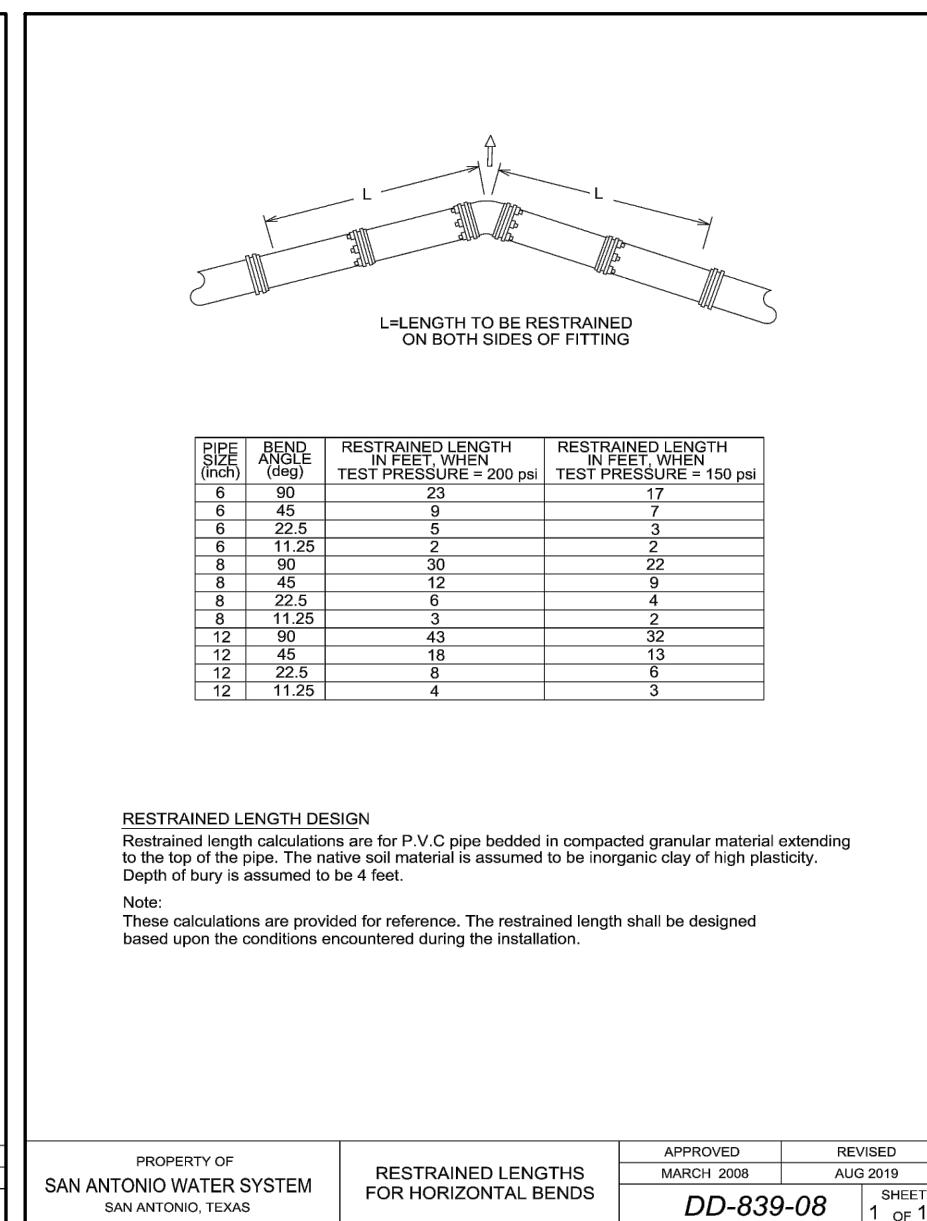 L
L
L=LENGTH TO BE RESTRAINED
ON BOTH SIDES OF FITTING
PIPE SIZE (inch) BEND ANGLE (deg) RESTRAINED LENGTH IN FEET, WHEN TEST PRESSURE = 200 psi RESTRAINED LENGTH IN FEET, WHEN TEST PRESSURE = 150 psi
6 90 23 17
6 45 9 7
6 22.5 5 3
6 11.25 2 2
8 90 30 22
8 45 12 9
8 22.5 6 4
8 11.25 3 2
12 90 43 32
12 45 18 13
12 22.5 8 6
12 11.25 4 3
RESTRAINED LENGTH DESIGN
Restrained length calculations are for P.V.C pipe bedded in compacted granular material extending
to the top of the pipe. The native soil material is assumed to be inorganic clay of high plasticity.
Depth of bury is assumed to be 4 feet.
Note:
These calculations are provided for reference. The restrained length shall be designed
based upon the conditions encountered during the installation.
PROPERTY OF
SAN ANTONIO WATER SYSTEM
SAN ANTONIO, TEXAS
RESTRAINED LENGTHS
FOR HORIZONTAL BENDS
APPROVED REVISED
MARCH 2008 AUG 2019
DD-839-08 SHEET
1 OF 1